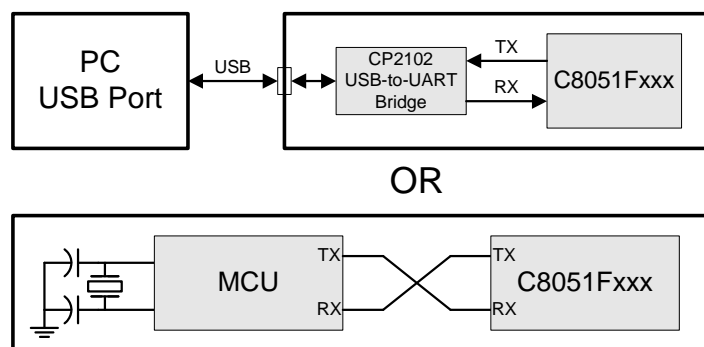 PC
USB Port
USB
CP2102
USB-to-UART
Bridge
TX
RX
C8051Fxxx
OR
MCU
TX
RX
TX
RX
C8051Fxxx